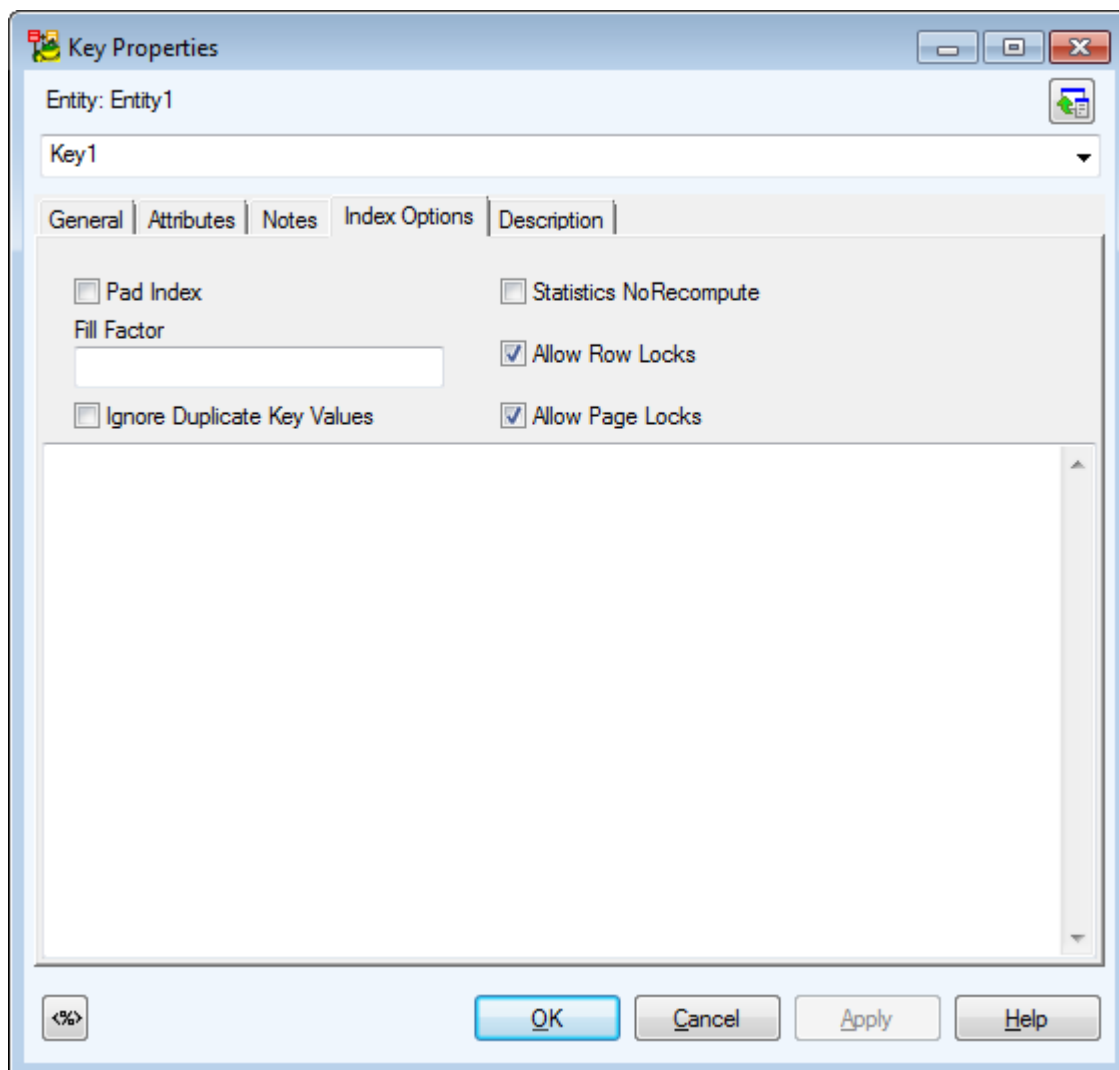 Key Properties
Entity: Entity1
Key1
General Attributes Notes Index Options Description
Pad Index
Statistics NoRecompute
Fill Factor
Allow Row Locks
Ignore Duplicate Key Values
Allow Page Locks
<%>
OK Cancel Apply Help